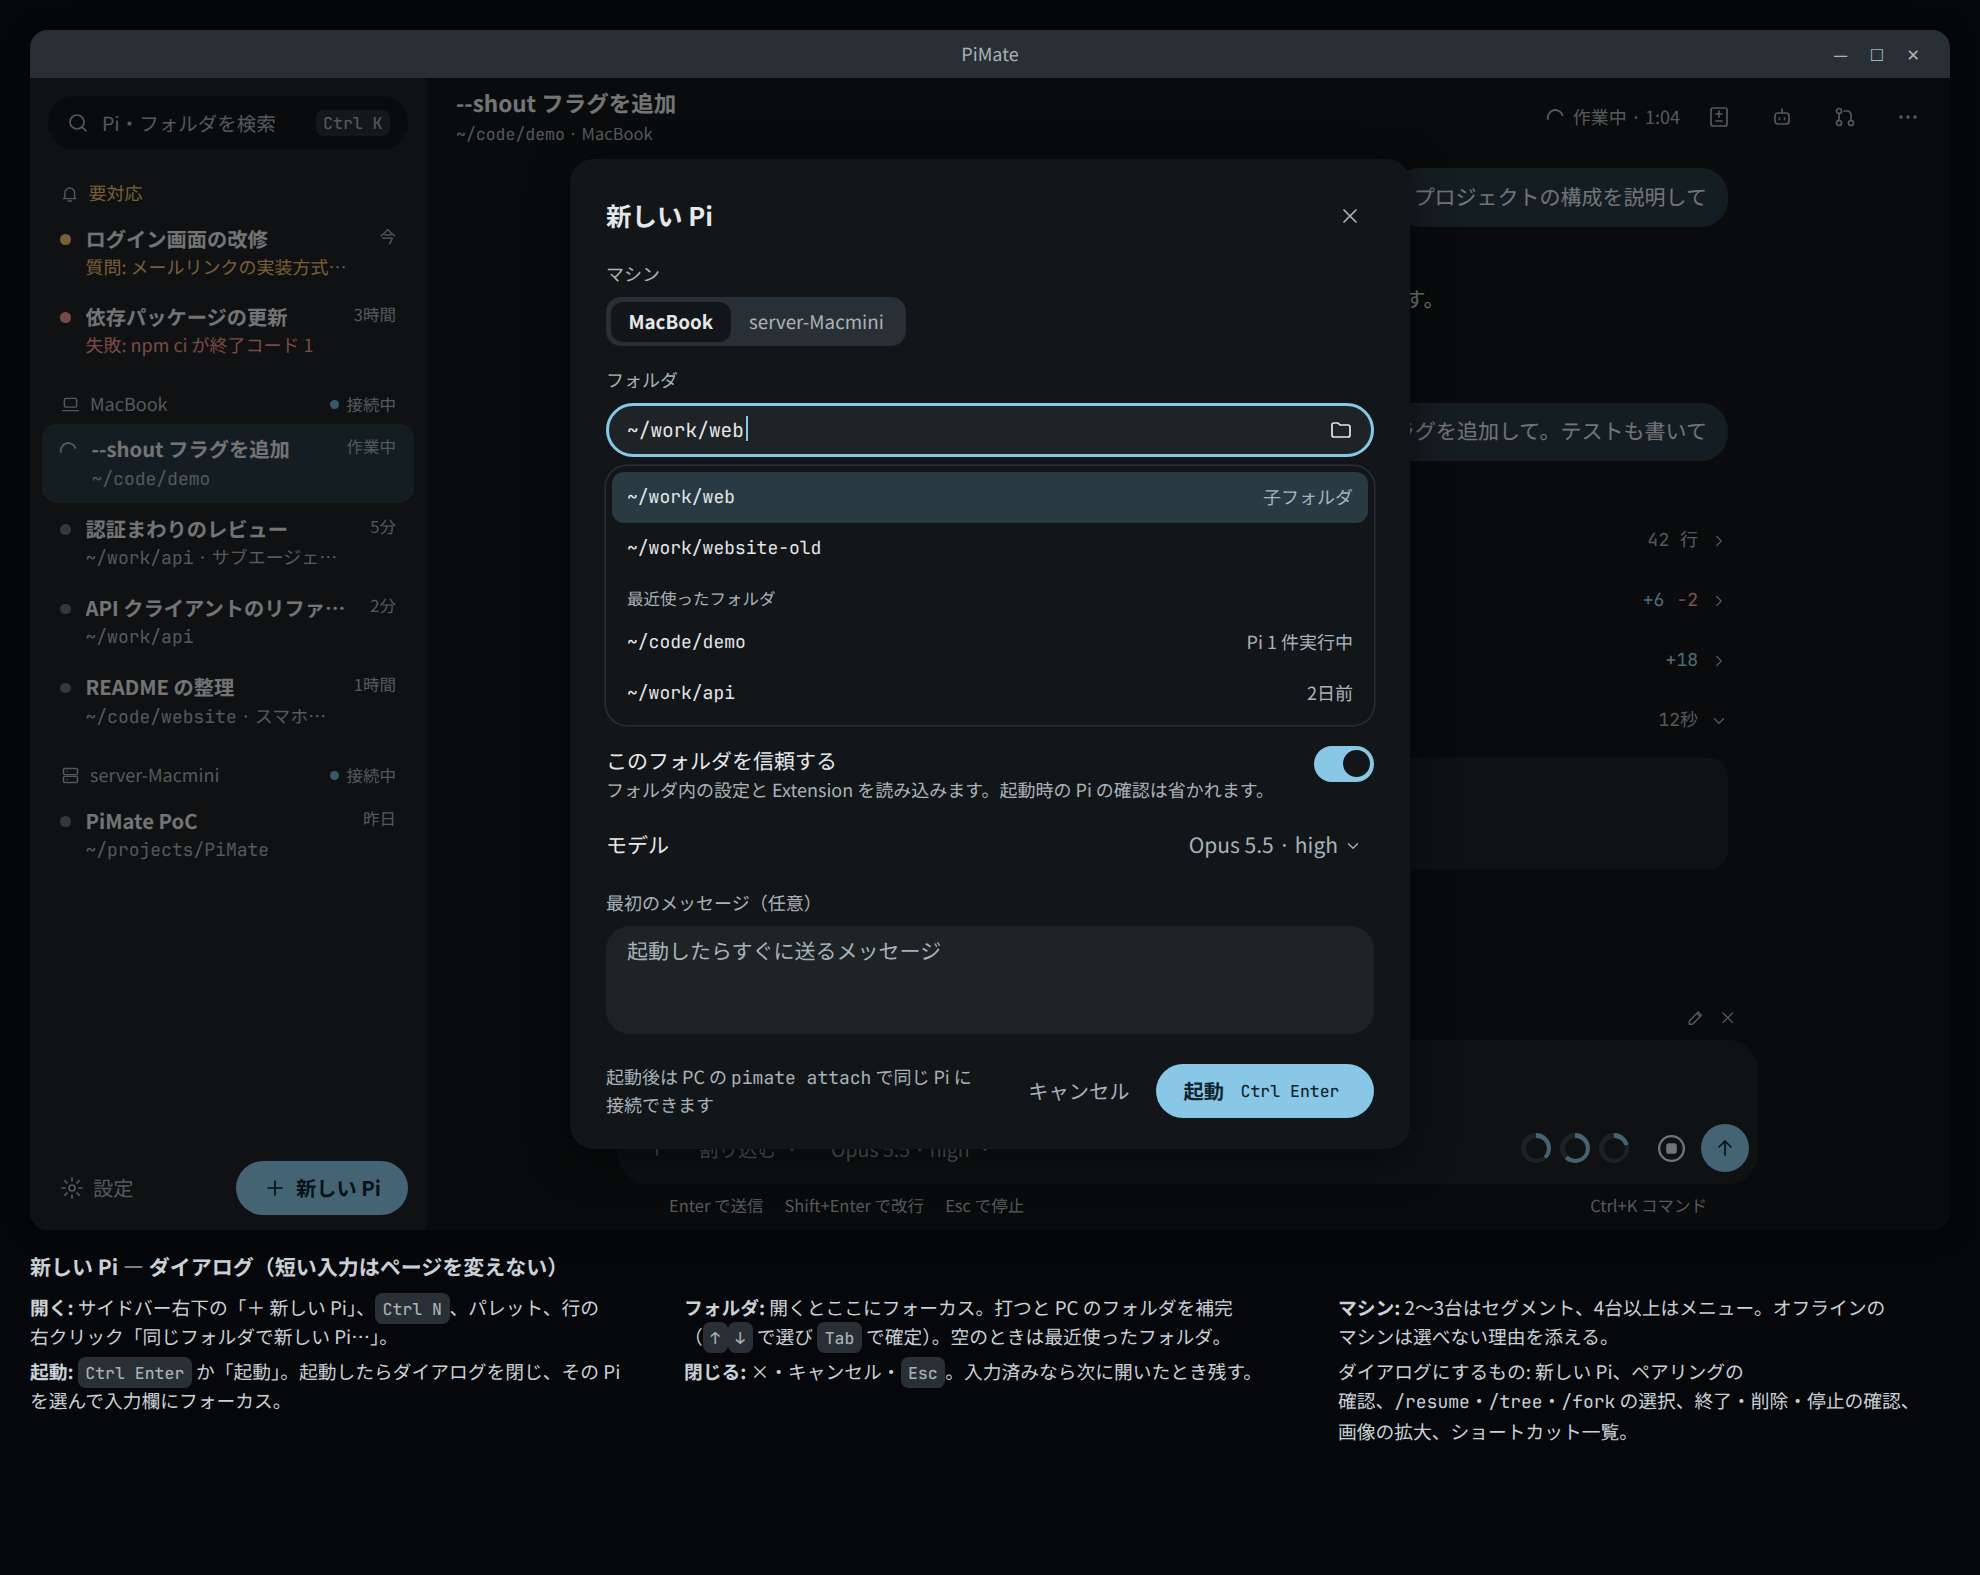 PiMate
Pi・フォルダを検索 Ctrl K
要対応
ログイン画面の改修 今
質問: メールリンクの実装方式…
依存パッケージの更新 3時間
失敗: npm ci が終了コード 1
MacBook 接続中
--shout フラグを追加 作業中
~/code/demo
認証まわりのレビュー 5分
~/work/api · サブエージェ…
API クライアントのリファ… 2分
~/work/api
README の整理 1時間
~/code/website · スマホ…
server-Macmini 接続中
PiMate PoC 昨日
~/projects/PiMate
設定
新しい Pi
--shout フラグを追加
~/code/demo · MacBook
作業中 · 1:04
プロジェクトの構成を説明して
す。
グを追加して。テストも書いて
42 行
+6 -2
+18
12秒
新しい Pi
マシン
MacBook server-Macmini
フォルダ
~/work/web
~/work/web 子フォルダ
~/work/website-old
最近使ったフォルダ
~/code/demo Pi 1 件実行中
~/work/api 2日前
このフォルダを信頼する
フォルダ内の設定と Extension を読み込みます。起動時の Pi の確認は省かれます。
モデル Opus 5.5 · high
最初のメッセージ（任意）
起動したらすぐに送るメッセージ
起動後は PC の pimate attach で同じ Pi に
接続できます
キャンセル
起動 Ctrl Enter
割り込む Opus 5.5 · high
Enter で送信 Shift+Enter で改行 Esc で停止
Ctrl+K コマンド
新しい Pi — ダイアログ（短い入力はページを変えない）
開く: サイドバー右下の「＋ 新しい Pi」、Ctrl N、パレット、行の
右クリック「同じフォルダで新しい Pi…」。
起動: Ctrl Enter か「起動」。起動したらダイアログを閉じ、その Pi
を選んで入力欄にフォーカス。
フォルダ: 開くとここにフォーカス。打つと PC のフォルダを補完
（↑ ↓ で選び Tab で確定）。空のときは最近使ったフォルダ。
閉じる: ×・キャンセル・Esc。入力済みなら次に開いたとき残す。
マシン: 2〜3台はセグメント、4台以上はメニュー。オフラインの
マシンは選べない理由を添える。
ダイアログにするもの: 新しい Pi、ペアリングの
確認、/resume・/tree・/fork の選択、終了・削除・停止の確認、
画像の拡大、ショートカット一覧。